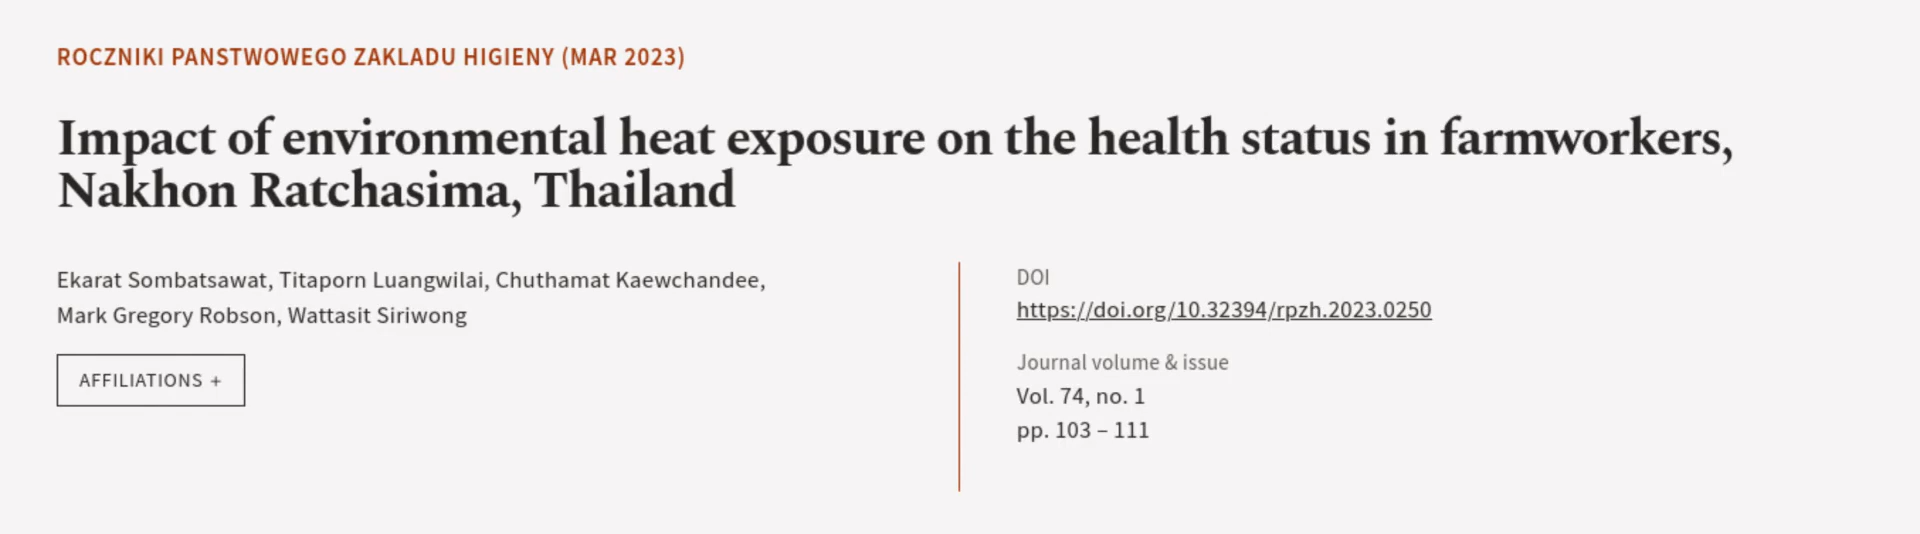 ROCZNIKI PANSTWOWEGO ZAKLADU HIGIENY (MAR 2023)
Impact of environmental heat exposure on the health status in farmworkers,
Nakhon Ratchasima, Thailand
Ekarat Sombatsawat, Titaporn Luangwilai, Chuthamat Kaewchandee,
Mark Gregory Robson, Wattasit Siriwong
AFFILIATIONS +
DOI
https://doi.org/10.32394/rpzh.2023.0250
Journal volume & issue
Vol. 74, no. 1
pp. 103 – 111